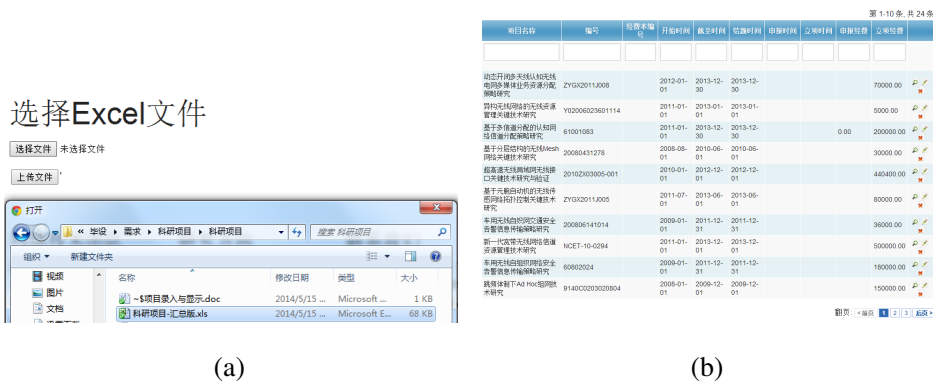 选择Excel文件
选择文件 未选择文件
上传文件
打开
« 毕设 ▸ 需求 ▸ 科研项目 ▸ 科研项目
搜索 科研项目
组织 新建文件夹
视频
图片
文档
名称 修改日期 类型 大小
~$项目录入与显示.doc 2014/5/15 ... Microsoft ... 1 KB
科研项目-汇总版.xls 2014/5/15 ... Microsoft E... 68 KB
(a)
第 1-10 条, 共 24 条
项目名称 编号 经费本编号 开始时间 截至时间 结题时间 申报时间 立项时间 申报经费 立项经费
动态开闭多天线认知无线电网多媒体业务资源分配策略研究 ZYGX2011J008 2012-01-01 2013-12-30 2013-12-30 70000.00
异构无线网络的无线资源管理关键技术研究 Y02006023601114 2011-01-01 2013-01-01 2013-01-01 5000.00
基于多信道分配的认知网络信道分配策略研究 61001083 2011-01-01 2013-12-30 2013-12-30 0.00 200000.00
基于分层结构的无线Mesh网络关键技术研究 20080431278 2008-08-01 2010-06-01 2010-06-01 30000.00
超高速无线局域网无线接口关键技术研究与验证 2010ZX03005-001 2010-01-01 2012-12-01 2012-12-01 440400.00
基于元胞自动机的无线传感网络拓扑控制关键技术研究 ZYGX2011J005 2011-07-01 2013-06-01 2013-06-01 80000.00
车用无线自织网交通安全告警信息传输策略研究 200806141014 2009-01-01 2011-12-31 2011-12-31 36000.00
新一代宽带无线网络信道资源管理技术研究 NCET-10-0294 2011-01-01 2013-12-01 2013-12-01 500000.00
车用无线自组织网络安全告警信息传输策略研究 60802024 2009-01-01 2011-12-31 2011-12-31 180000.00
跳频体制下Ad Hoc组网技术研究 9140C0203020804 2008-01-01 2009-12-01 2009-12-01 150000.00
翻页: < 前页 1 2 3 后页 >
(b)